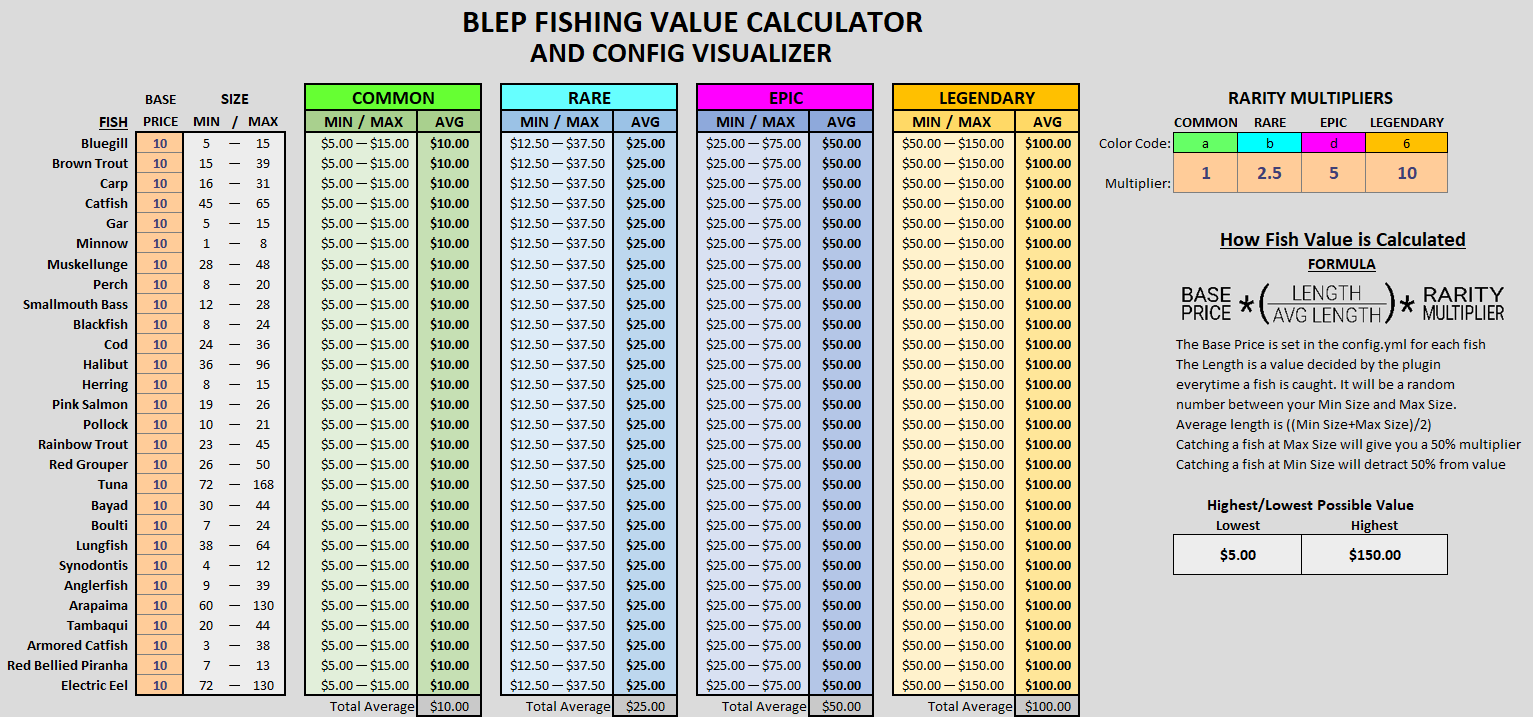 BLEP FISHING VALUE CALCULATOR
AND CONFIG VISUALIZER
BASE SIZE COMMON RARE EPIC LEGENDARY
FISH PRICE MIN / MAX MIN / MAX AVG MIN / MAX AVG MIN / MAX AVG MIN / MAX AVG
Bluegill 10 5 — 15 $5.00 — $15.00 $10.00 $12.50 — $37.50 $25.00 $25.00 — $75.00 $50.00 $50.00 — $150.00 $100.00
Brown Trout 10 15 — 39 $5.00 — $15.00 $10.00 $12.50 — $37.50 $25.00 $25.00 — $75.00 $50.00 $50.00 — $150.00 $100.00
Carp 10 16 — 31 $5.00 — $15.00 $10.00 $12.50 — $37.50 $25.00 $25.00 — $75.00 $50.00 $50.00 — $150.00 $100.00
Catfish 10 45 — 65 $5.00 — $15.00 $10.00 $12.50 — $37.50 $25.00 $25.00 — $75.00 $50.00 $50.00 — $150.00 $100.00
Gar 10 5 — 15 $5.00 — $15.00 $10.00 $12.50 — $37.50 $25.00 $25.00 — $75.00 $50.00 $50.00 — $150.00 $100.00
Minnow 10 1 — 8 $5.00 — $15.00 $10.00 $12.50 — $37.50 $25.00 $25.00 — $75.00 $50.00 $50.00 — $150.00 $100.00
Muskellunge 10 28 — 48 $5.00 — $15.00 $10.00 $12.50 — $37.50 $25.00 $25.00 — $75.00 $50.00 $50.00 — $150.00 $100.00
Perch 10 8 — 20 $5.00 — $15.00 $10.00 $12.50 — $37.50 $25.00 $25.00 — $75.00 $50.00 $50.00 — $150.00 $100.00
Smallmouth Bass 10 12 — 28 $5.00 — $15.00 $10.00 $12.50 — $37.50 $25.00 $25.00 — $75.00 $50.00 $50.00 — $150.00 $100.00
Blackfish 10 8 — 24 $5.00 — $15.00 $10.00 $12.50 — $37.50 $25.00 $25.00 — $75.00 $50.00 $50.00 — $150.00 $100.00
Cod 10 24 — 36 $5.00 — $15.00 $10.00 $12.50 — $37.50 $25.00 $25.00 — $75.00 $50.00 $50.00 — $150.00 $100.00
Halibut 10 36 — 96 $5.00 — $15.00 $10.00 $12.50 — $37.50 $25.00 $25.00 — $75.00 $50.00 $50.00 — $150.00 $100.00
Herring 10 8 — 15 $5.00 — $15.00 $10.00 $12.50 — $37.50 $25.00 $25.00 — $75.00 $50.00 $50.00 — $150.00 $100.00
Pink Salmon 10 19 — 26 $5.00 — $15.00 $10.00 $12.50 — $37.50 $25.00 $25.00 — $75.00 $50.00 $50.00 — $150.00 $100.00
Pollock 10 10 — 21 $5.00 — $15.00 $10.00 $12.50 — $37.50 $25.00 $25.00 — $75.00 $50.00 $50.00 — $150.00 $100.00
Rainbow Trout 10 23 — 45 $5.00 — $15.00 $10.00 $12.50 — $37.50 $25.00 $25.00 — $75.00 $50.00 $50.00 — $150.00 $100.00
Red Grouper 10 26 — 50 $5.00 — $15.00 $10.00 $12.50 — $37.50 $25.00 $25.00 — $75.00 $50.00 $50.00 — $150.00 $100.00
Tuna 10 72 — 168 $5.00 — $15.00 $10.00 $12.50 — $37.50 $25.00 $25.00 — $75.00 $50.00 $50.00 — $150.00 $100.00
Bayad 10 30 — 44 $5.00 — $15.00 $10.00 $12.50 — $37.50 $25.00 $25.00 — $75.00 $50.00 $50.00 — $150.00 $100.00
Boulti 10 7 — 24 $5.00 — $15.00 $10.00 $12.50 — $37.50 $25.00 $25.00 — $75.00 $50.00 $50.00 — $150.00 $100.00
Lungfish 10 38 — 64 $5.00 — $15.00 $10.00 $12.50 — $37.50 $25.00 $25.00 — $75.00 $50.00 $50.00 — $150.00 $100.00
Synodontis 10 4 — 12 $5.00 — $15.00 $10.00 $12.50 — $37.50 $25.00 $25.00 — $75.00 $50.00 $50.00 — $150.00 $100.00
Anglerfish 10 9 — 39 $5.00 — $15.00 $10.00 $12.50 — $37.50 $25.00 $25.00 — $75.00 $50.00 $50.00 — $150.00 $100.00
Arapaima 10 60 — 130 $5.00 — $15.00 $10.00 $12.50 — $37.50 $25.00 $25.00 — $75.00 $50.00 $50.00 — $150.00 $100.00
Tambaqui 10 20 — 44 $5.00 — $15.00 $10.00 $12.50 — $37.50 $25.00 $25.00 — $75.00 $50.00 $50.00 — $150.00 $100.00
Armored Catfish 10 3 — 38 $5.00 — $15.00 $10.00 $12.50 — $37.50 $25.00 $25.00 — $75.00 $50.00 $50.00 — $150.00 $100.00
Red Bellied Piranha 10 7 — 13 $5.00 — $15.00 $10.00 $12.50 — $37.50 $25.00 $25.00 — $75.00 $50.00 $50.00 — $150.00 $100.00
Electric Eel 10 72 — 130 $5.00 — $15.00 $10.00 $12.50 — $37.50 $25.00 $25.00 — $75.00 $50.00 $50.00 — $150.00 $100.00
Total Average $10.00 Total Average $25.00 Total Average $50.00 Total Average $100.00
RARITY MULTIPLIERS
COMMON RARE EPIC LEGENDARY
Color Code: a b d 6
Multiplier: 1 2.5 5 10
How Fish Value is Calculated
FORMULA
BASE PRICE * (LENGTH / AVG LENGTH) * RARITY MULTIPLIER
The Base Price is set in the config.yml for each fish
The Length is a value decided by the plugin
everytime a fish is caught. It will be a random
number between your Min Size and Max Size.
Average length is ((Min Size+Max Size)/2)
Catching a fish at Max Size will give you a 50% multiplier
Catching a fish at Min Size will detract 50% from value
Highest/Lowest Possible Value
Lowest Highest
$5.00 $150.00